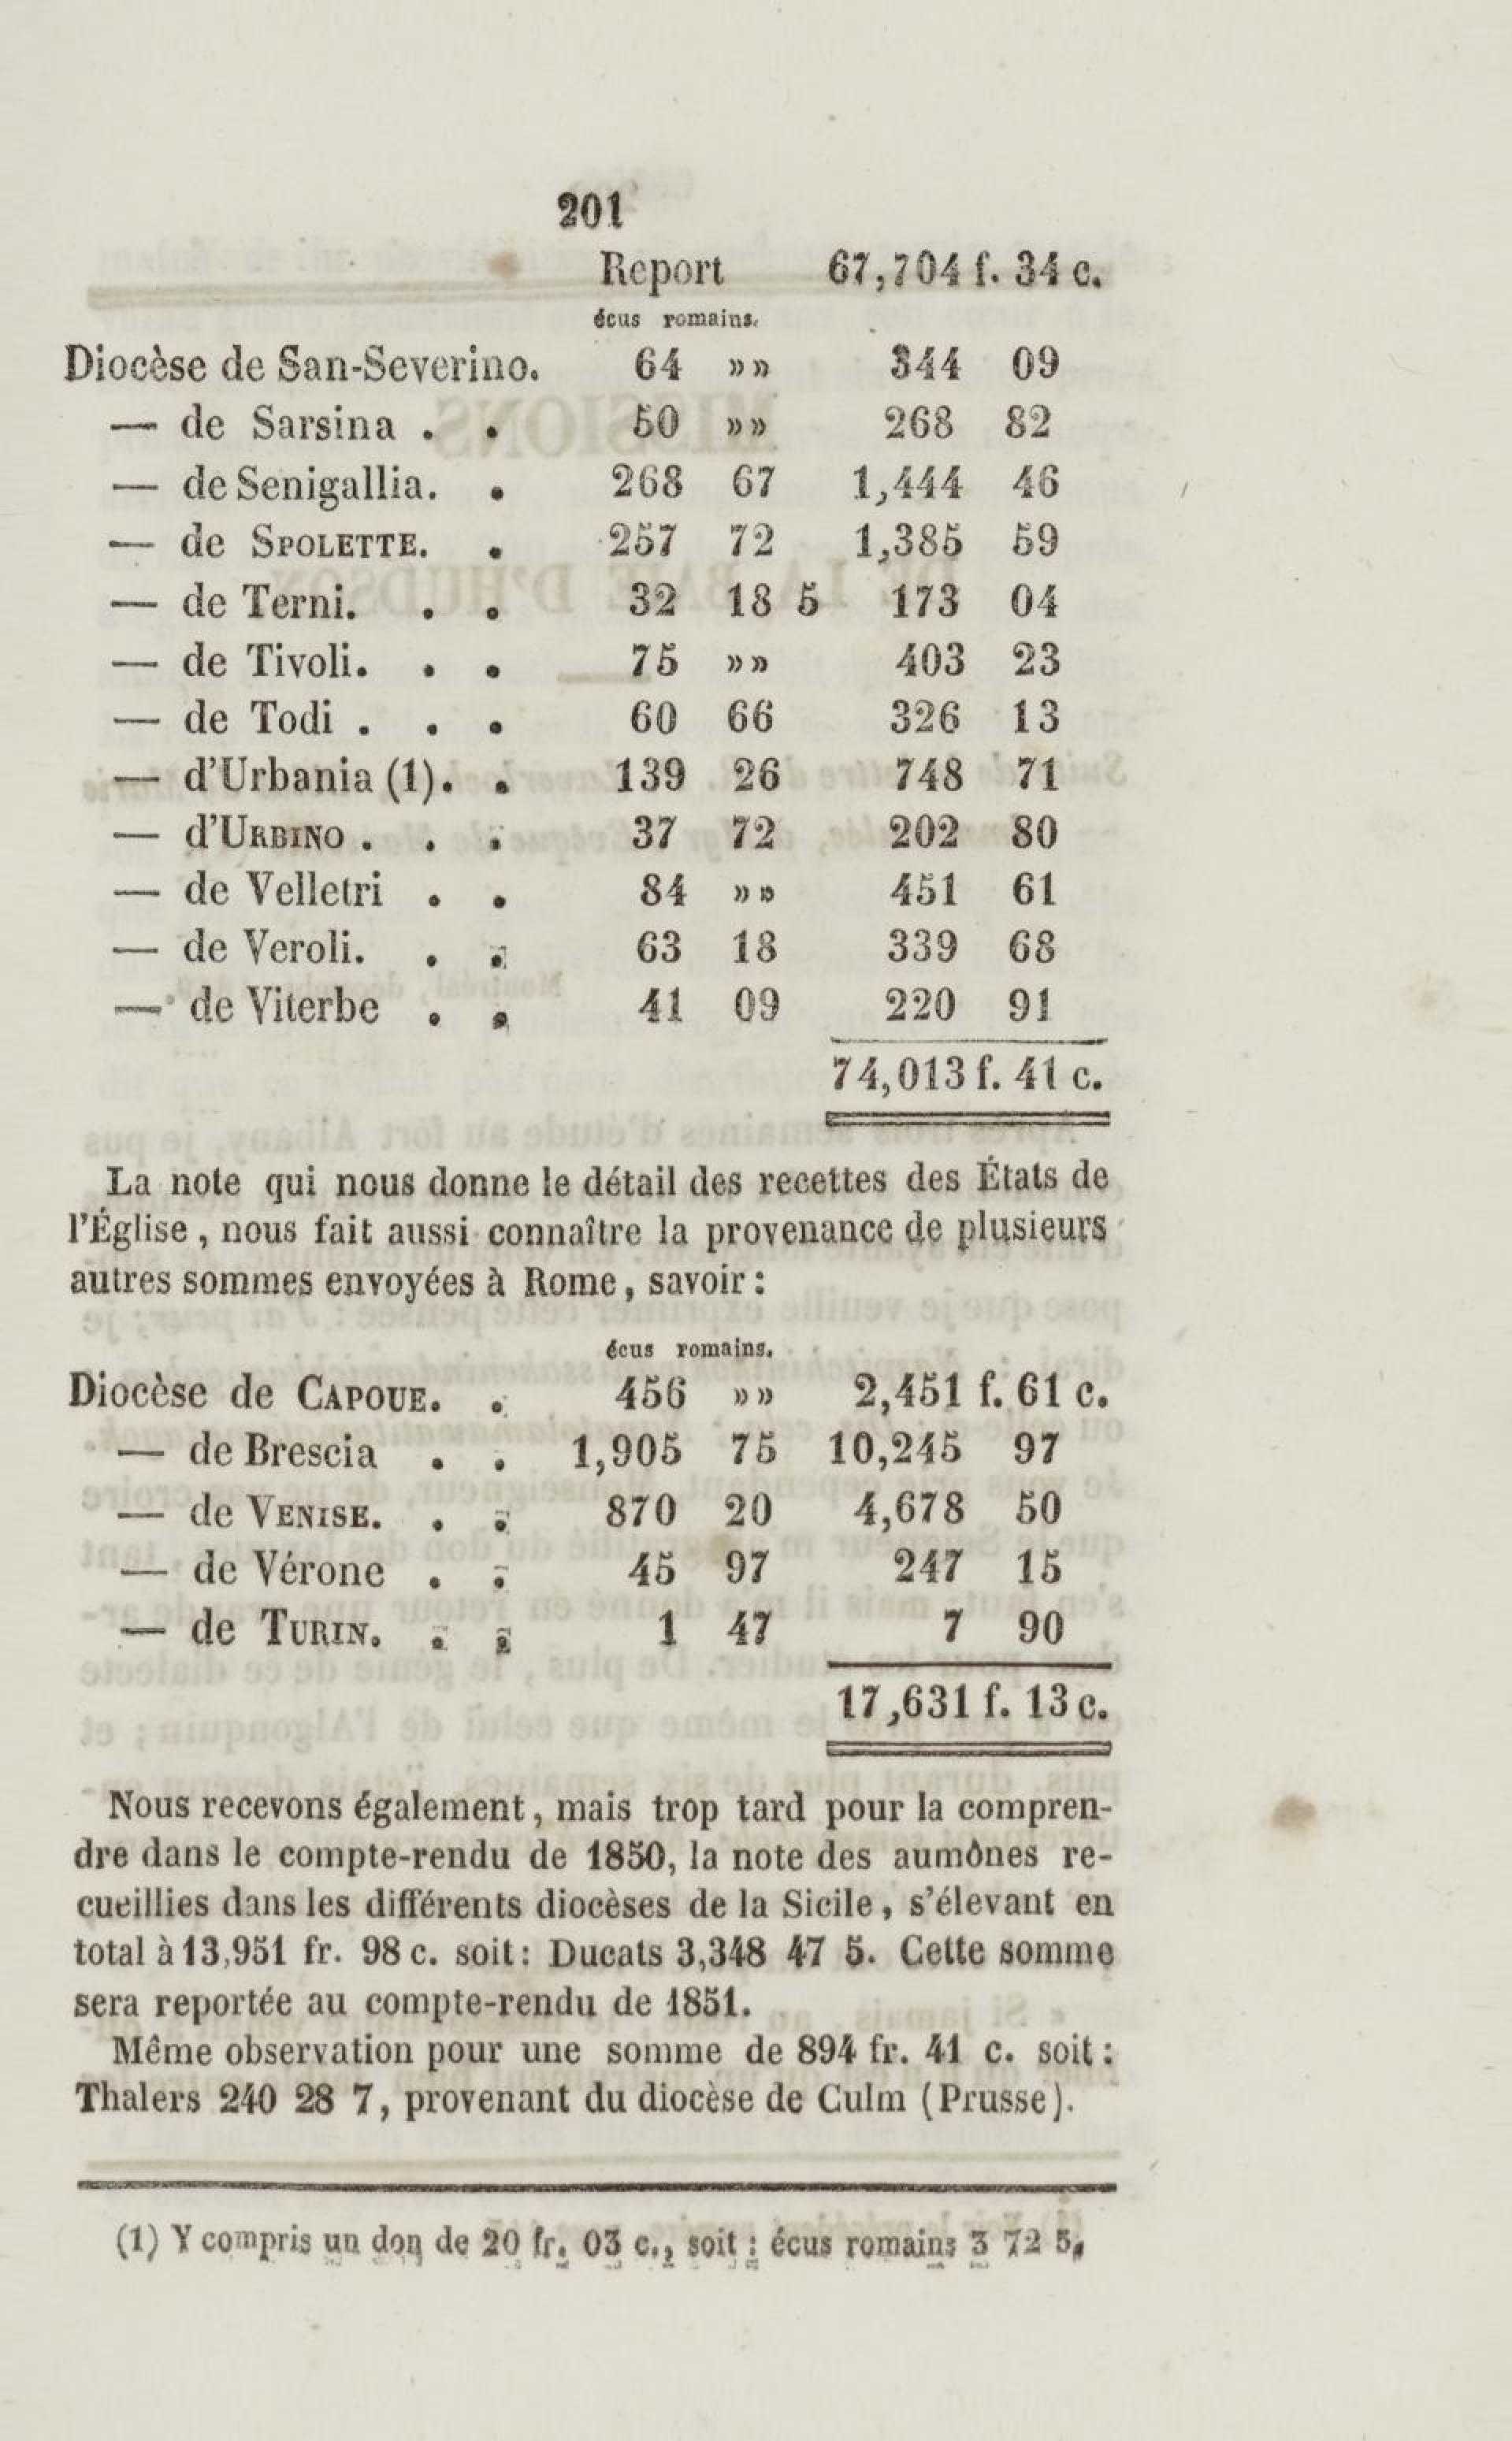 201
Report 67,704 f. 34 c.
écus romains.
Diocèse de San-Severino. 64 »» 344 09
— de Sarsina . . 50 »» 268 82
— de Senigallia. . 268 67 1,444 46
— de SPOLETTE. . 257 72 1,385 59
— de Terni. . . 32 18 5 173 04
— de Tivoli. . . 75 »» 403 23
— de Todi . . . 60 66 326 13
— d'Urbania (1). . 139 26 748 71
— d'URBINO . . . 37 72 202 80
— de Velletri . . 84 »» 451 61
— de Veroli. . . 63 18 339 68
— de Viterbe . . 41 09 220 91
74,013 f. 41 c.
La note qui nous donne le détail des recettes des États de
l'Église, nous fait aussi connaître la provenance de plusieurs
autres sommes envoyées à Rome, savoir :
écus romains.
Diocèse de CAPOUE. . 456 »» 2,451 f. 61 c.
— de Brescia . . 1,905 75 10,245 97
— de VENISE. . . 870 20 4,678 50
— de Vérone . . 45 97 247 15
— de TURIN. . . 1 47 7 90
17,631 f. 13 c.
Nous recevons également, mais trop tard pour la compren-
dre dans le compte-rendu de 1850, la note des aumônes re-
cueillies dans les différents diocèses de la Sicile, s'élevant en
total à 13,951 fr. 98 c. soit : Ducats 3,348 47 5. Cette somme
sera reportée au compte-rendu de 1851.
Même observation pour une somme de 894 fr. 41 c. soit :
Thalers 240 28 7, provenant du diocèse de Culm (Prusse).
(1) Y compris un don de 20 fr. 03 c., soit : écus romains 3 72 5.